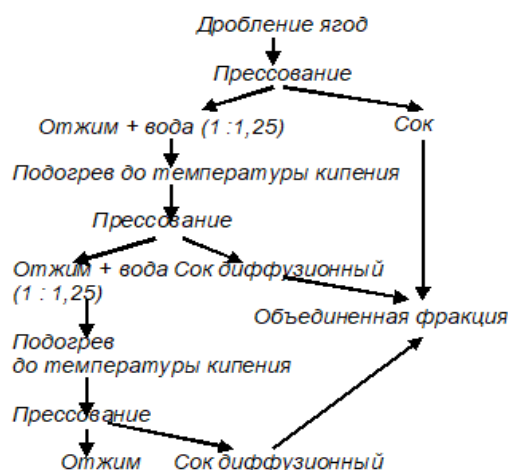 Дробление ягод
Прессование
Отжим + вода (1 :1,25)
Сок
Подогрев до температуры кипения
Прессование
Отжим + вода Сок диффузионный
(1 : 1,25)
Объединенная фракция
Подогрев
до температуры кипения
Прессование
Отжим
Сок диффузионный